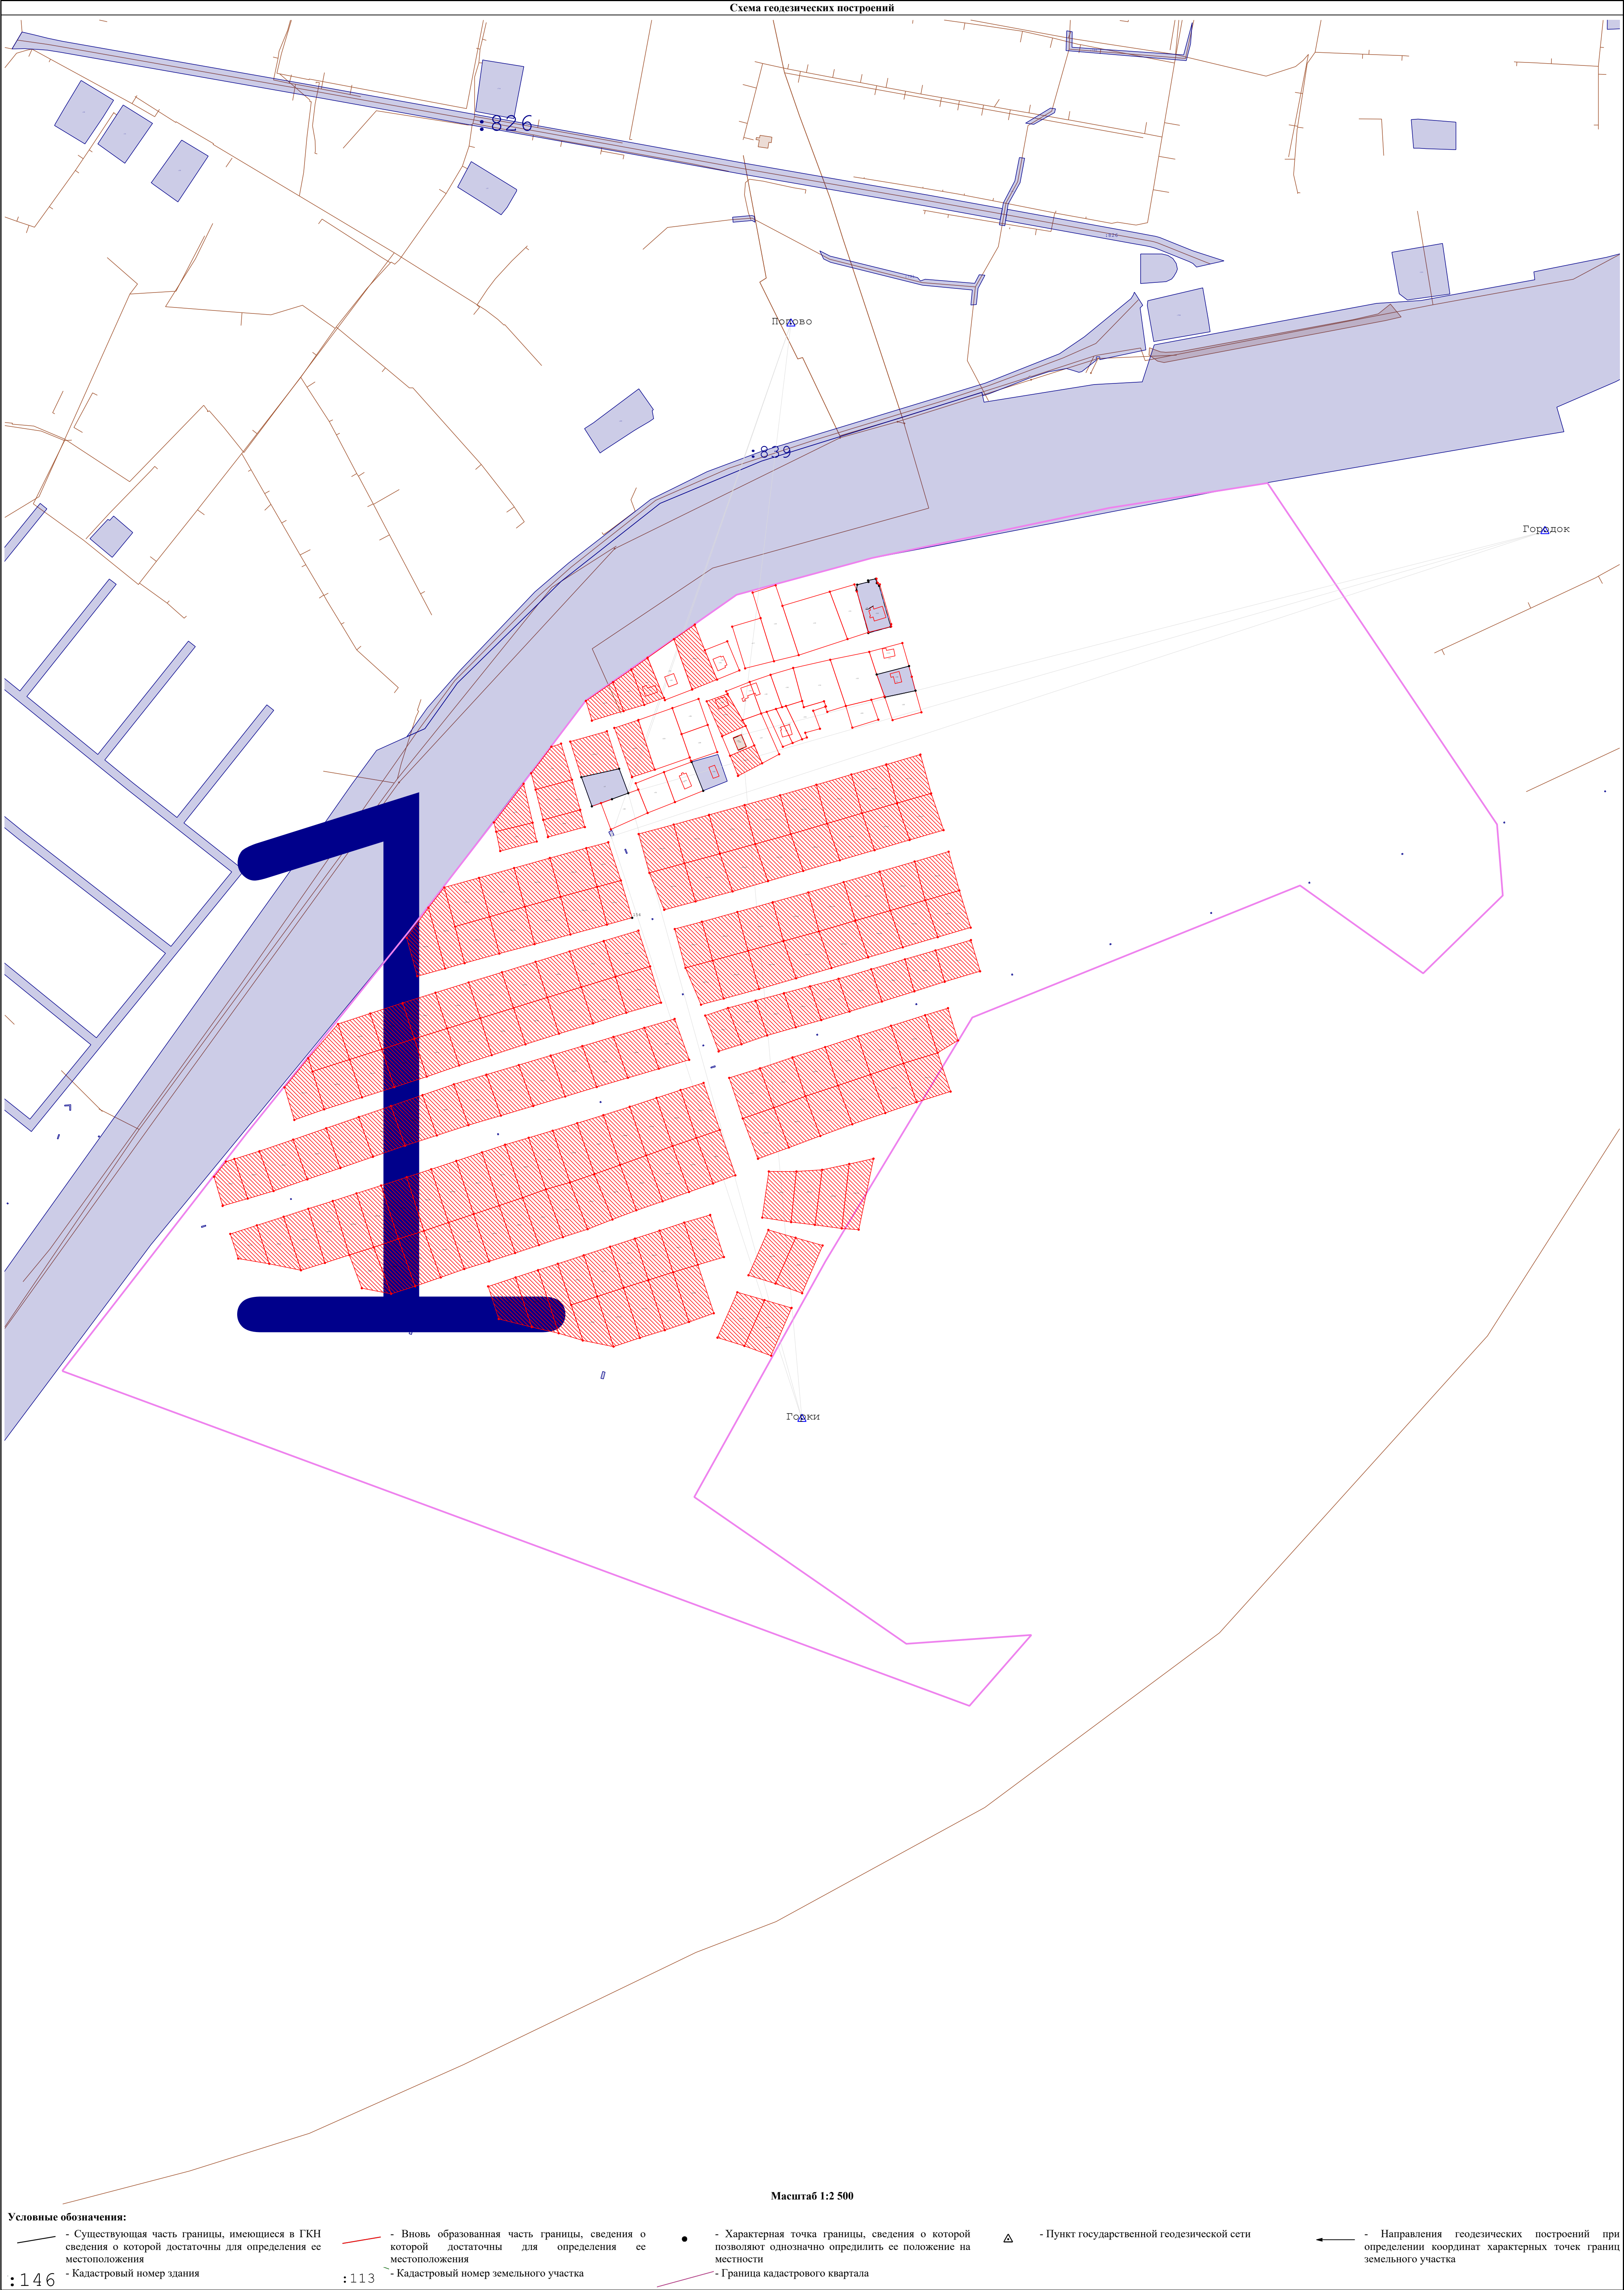 Схема геодезических построений
:826
:826
Попово
:839
Городок
1
Горки
Масштаб 1:2 500
Условные обозначения:
- Существующая часть границы, имеющиеся в ГКН
сведения о которой достаточны для определения ее
местоположения
- Вновь образованная часть границы, сведения о
которой достаточны для определения ее
местоположения
- Характерная точка границы, сведения о которой
позволяют однозначно опредилить ее положение на
местности
- Пункт государственной геодезической сети
- Направления геодезических построений при
определении координат характерных точек границ
земельного участка
:146 - Кадастровый номер здания
:113 - Кадастровый номер земельного участка
- Граница кадастрового квартала